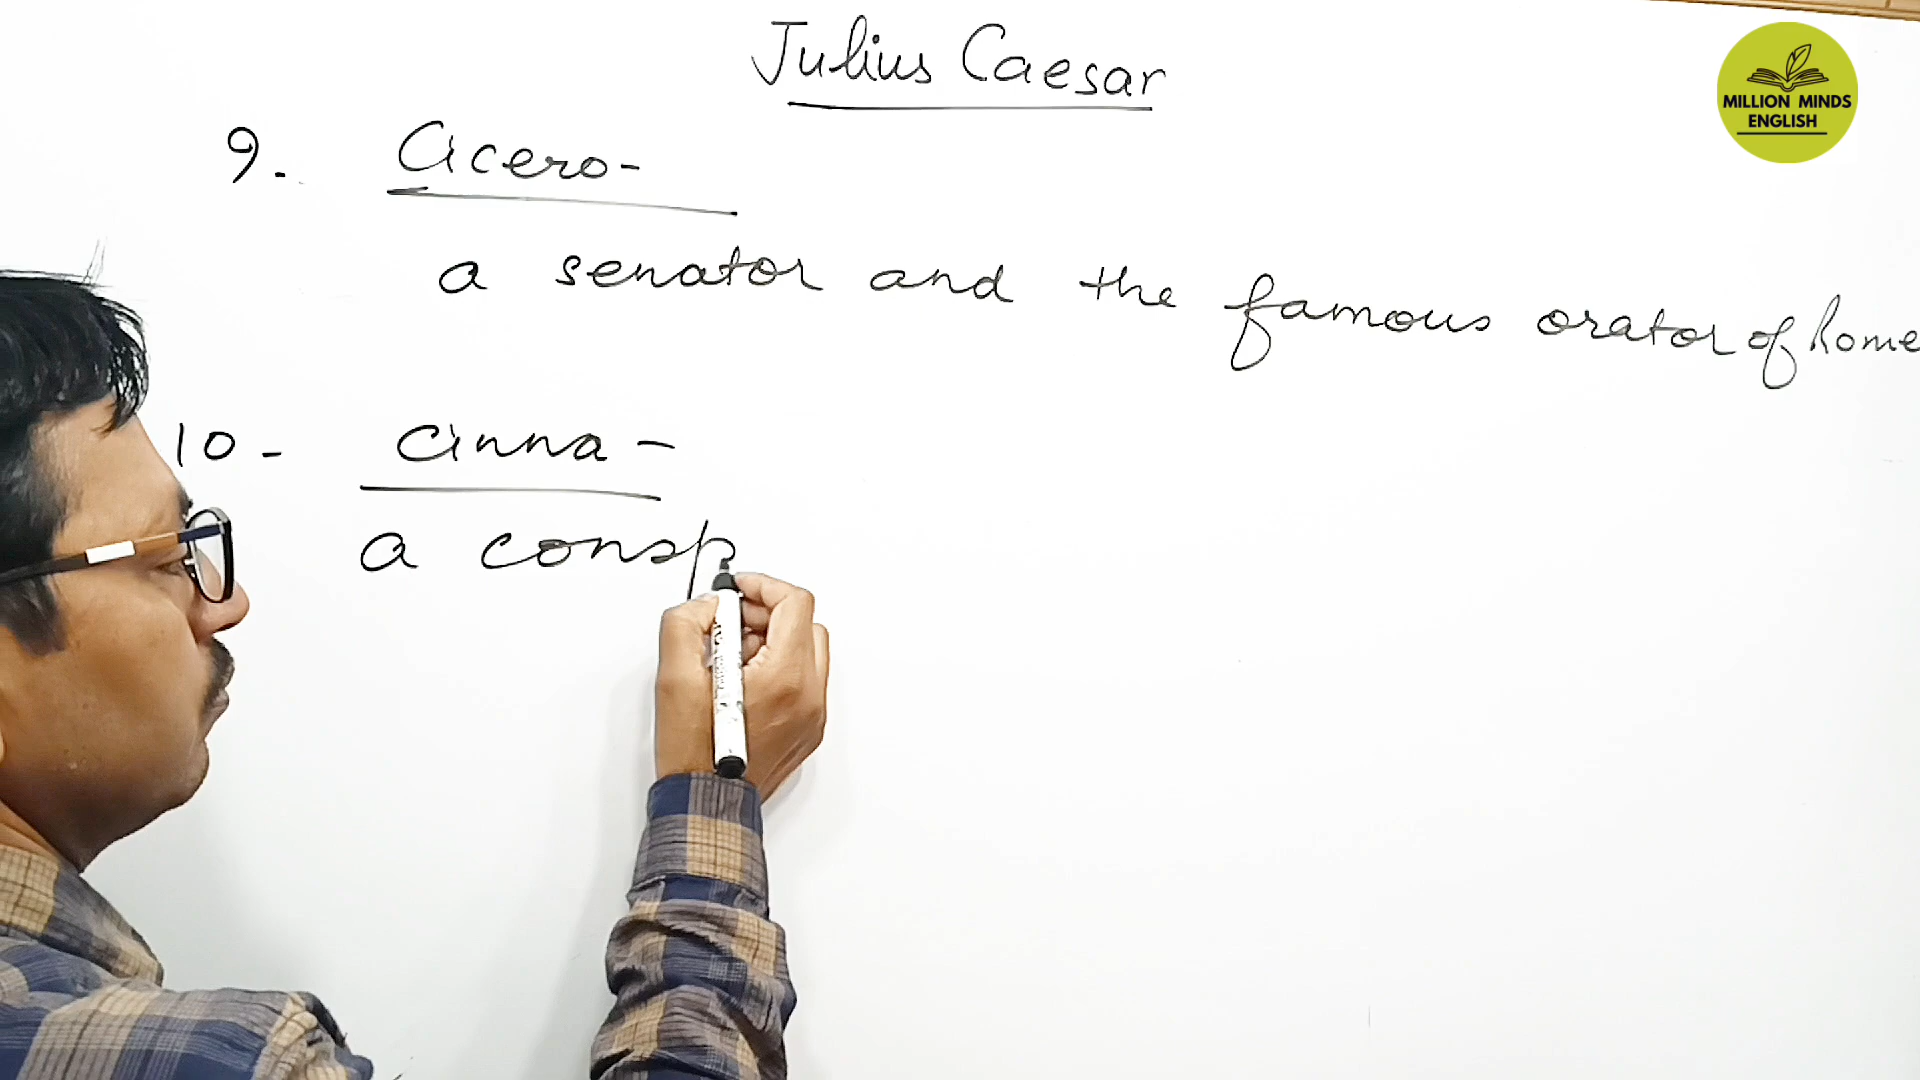 Julius Caesar
MILLION MINDS
ENGLISH
9. Cicero-
a senator and the famous orator of Rome
10- Cinna-
a consp